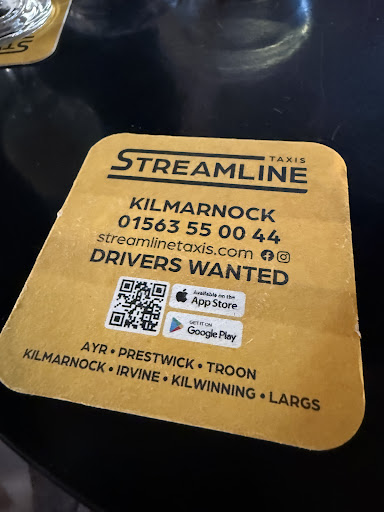 STREAMLINE
TAXIS
STREAMLINE
KILMARNOCK
01563 55 00 44
streamlinetaxis.com
DRIVERS WANTED
Available on the
App Store
GET IT ON
Google Play
AYR • PRESTWICK • TROON
KILMARNOCK • IRVINE • KILWINNING • LARGS